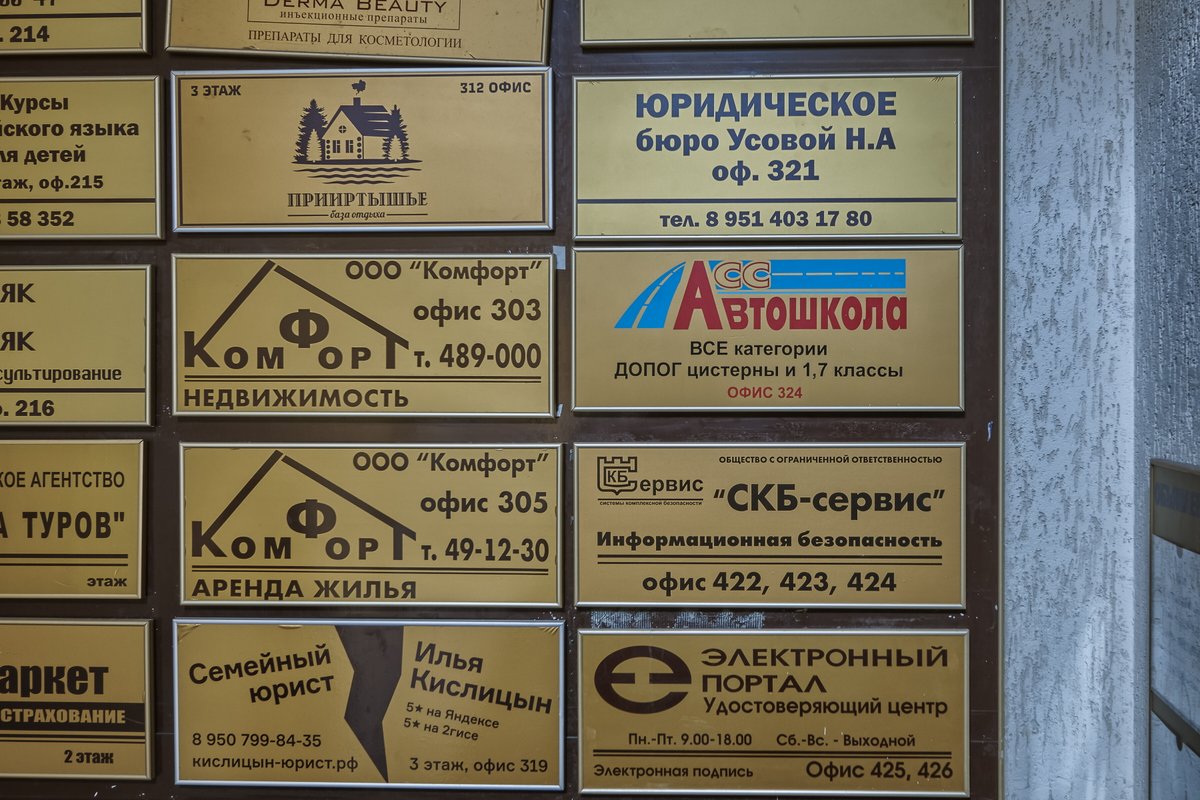 . 214
Курсы
йского языка
ля детей
таж, оф.215
58 352
ЯК
ЯК
сультирование
. 216
КОЕ АГЕНТСТВО
А ТУРОВ"
этаж
аркет
СТРАХОВАНИЕ
2 этаж
DERMA BEAUTY
инъекционные препараты
ПРЕПАРАТЫ ДЛЯ КОСМЕТОЛОГИИ
3 ЭТАЖ 312 ОФИС
ПРИИРТЫШЬЕ
база отдыха
ООО “Комфорт”
офис 303
КОМФОРТ т. 489-000
НЕДВИЖИМОСТЬ
ООО “Комфорт”
офис 305
КОМФОРТ т. 49-12-30
АРЕНДА ЖИЛЬЯ
Семейный
юрист
Илья
Кислицын
5★ на Яндексе
5★ на 2гисе
8 950 799-84-35
кислицын-юрист.рф
3 этаж, офис 319
ЮРИДИЧЕСКОЕ
бюро Усовой Н.А
оф. 321
тел. 8 951 403 17 80
АСС
Автошкола
ВСЕ категории
ДОПОГ цистерны и 1,7 классы
ОФИС 324
ОБЩЕСТВО С ОГРАНИЧЕННОЙ ОТВЕТСТВЕННОСТЬЮ
СКБ
Сервис
системы комплексной безопасности
“СКБ-сервис”
Информационная безопасность
офис 422, 423, 424
ЭЛЕКТРОННЫЙ
ПОРТАЛ
Удостоверяющий центр
Пн.-Пт. 9.00-18.00 Сб.-Вс. - Выходной
Электронная подпись Офис 425, 426